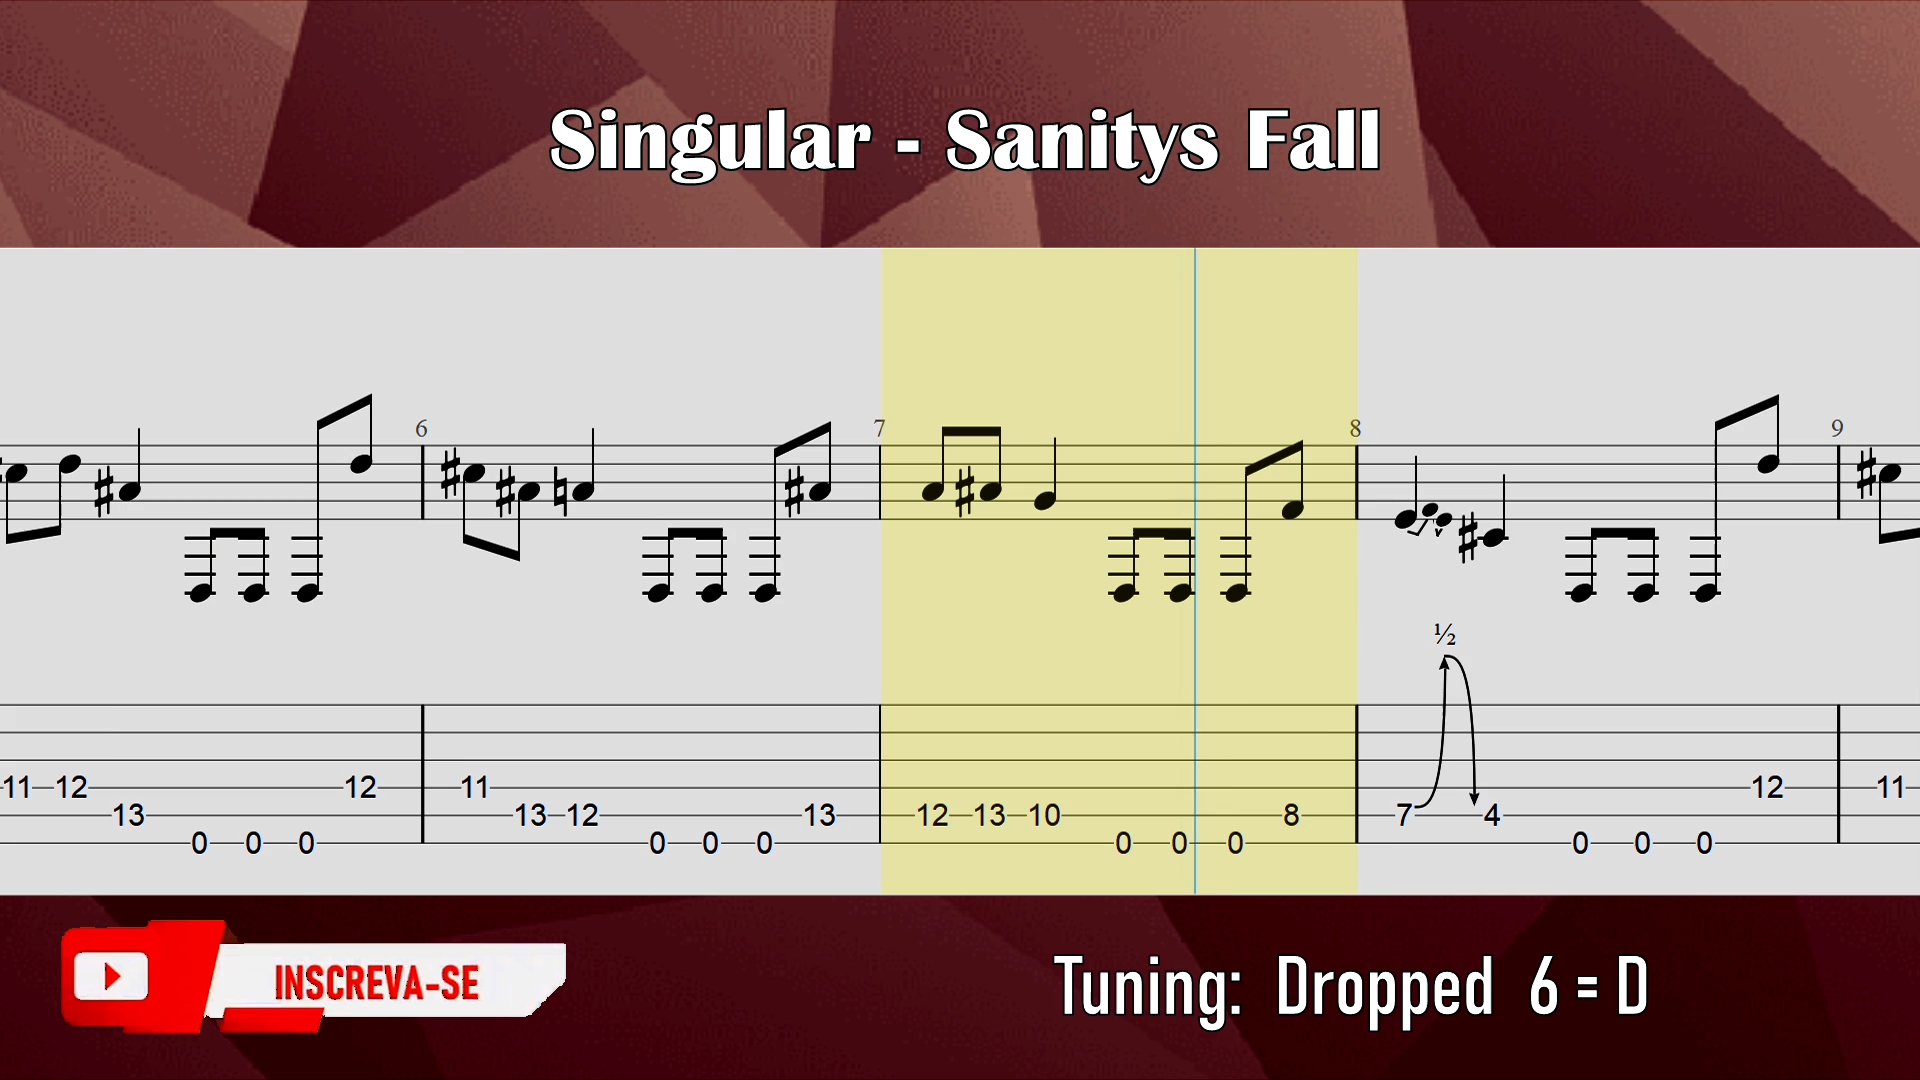 Singular - Sanitys Fall
6 7 8 9
½
11 12 13 0 0 0 12 11 13 12 0 0 0 13 12 13 10 0 0 0 8 7 4 0 0 0 12 11
INSCREVA-SE
Tuning: Dropped 6 = D